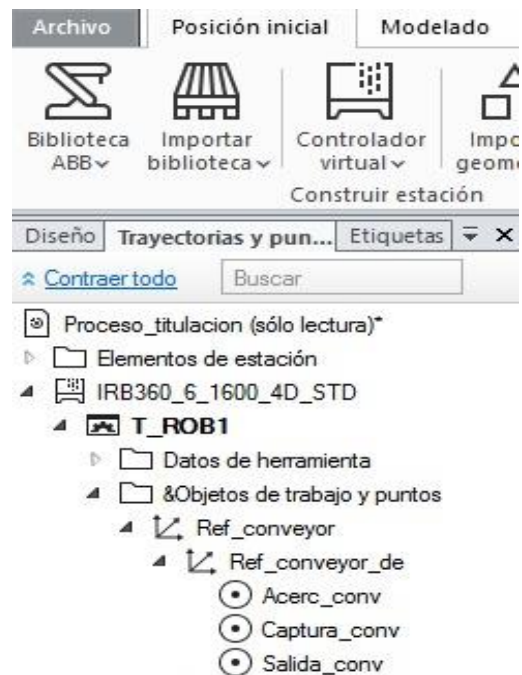 Archivo Posición inicial Modelado
Biblioteca Importar Controlador Impo
ABB biblioteca virtual geome
Construir estación
Diseño Trayectorias y pun... Etiquetas
Contraer todo Buscar
Proceso_titulacion (sólo lectura)*
Elementos de estación
IRB360_6_1600_4D_STD
T_ROB1
Datos de herramienta
&Objetos de trabajo y puntos
Ref_conveyor
Ref_conveyor_de
Acerc_conv
Captura_conv
Salida_conv